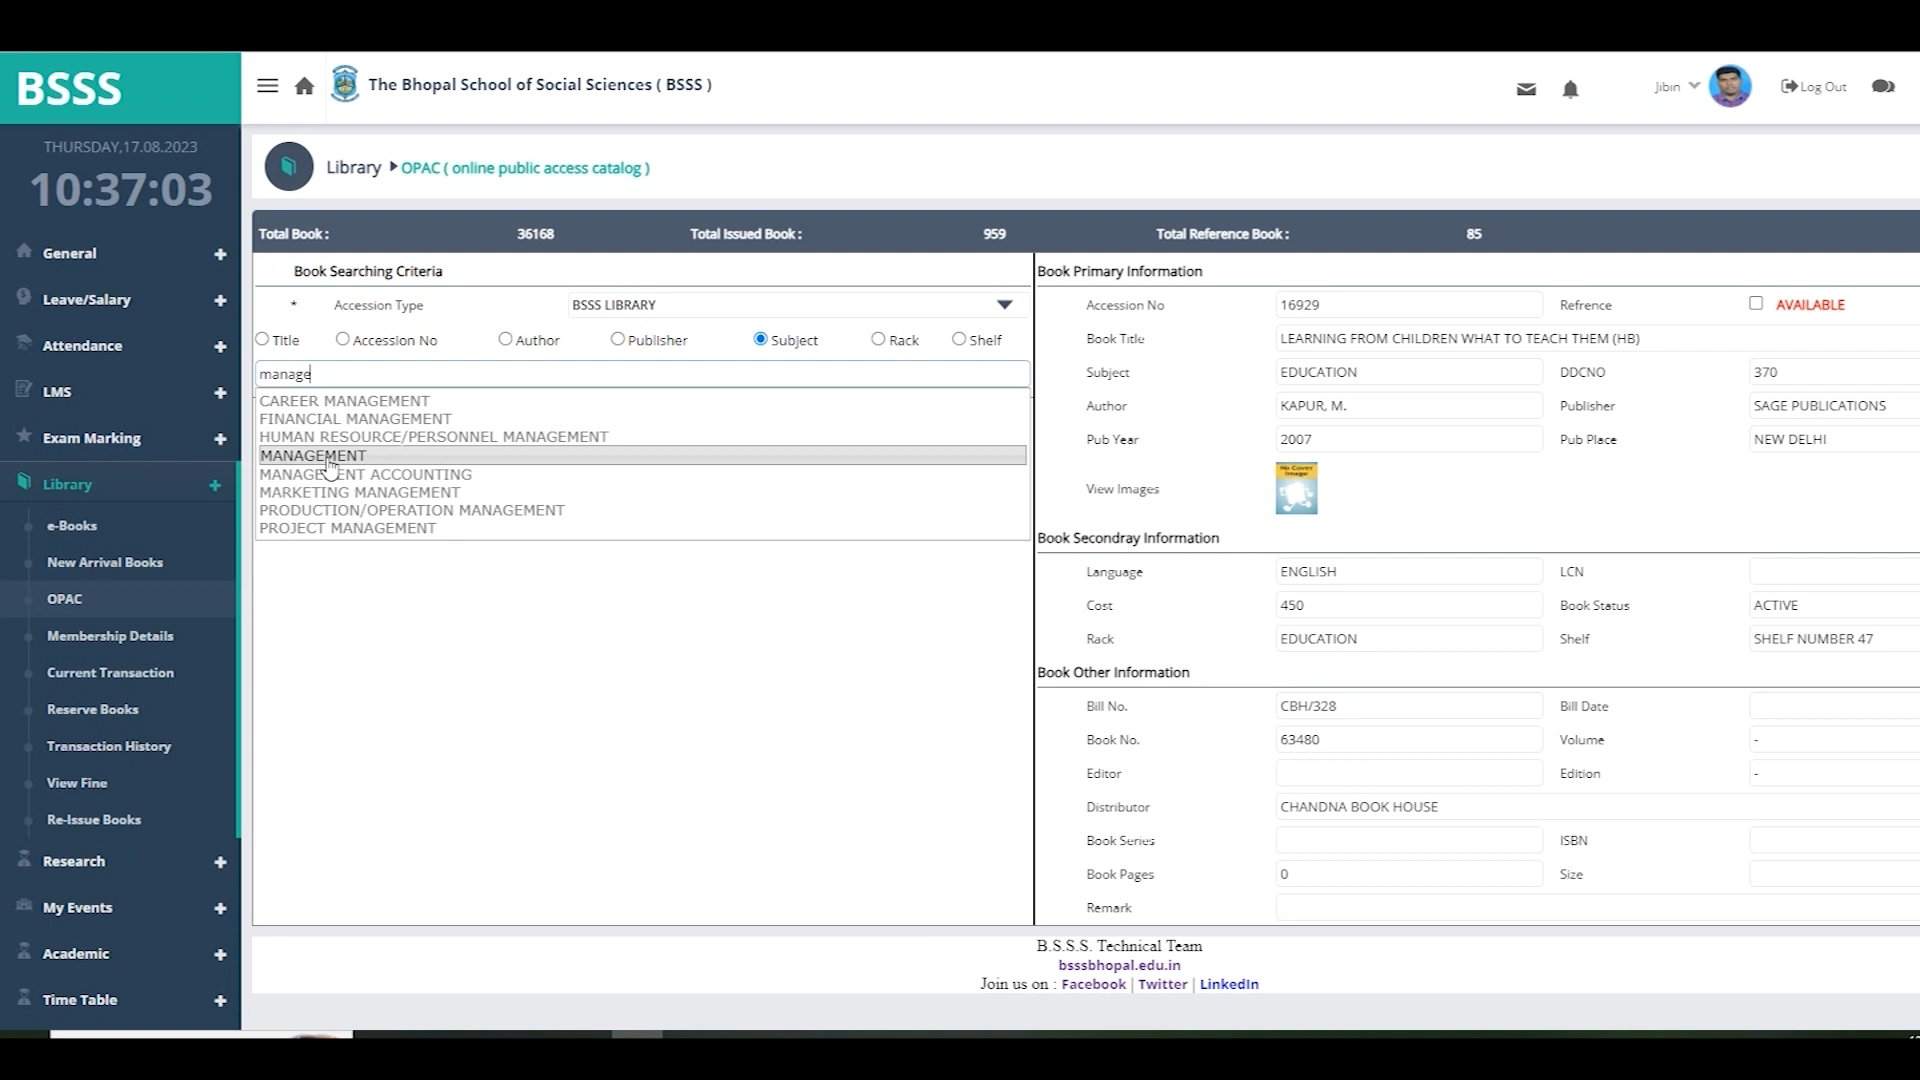 BSSS
The Bhopal School of Social Sciences ( BSSS )
Jibin
Log Out
THURSDAY,17.08.2023
10:37:03
General
Leave/Salary
Attendance
LMS
Exam Marking
Library
e-Books
New Arrival Books
OPAC
Membership Details
Current Transaction
Reserve Books
Transaction History
View Fine
Re-Issue Books
Research
My Events
Academic
Time Table
Library OPAC ( online public access catalog )
Total Book : 36168 Total Issued Book : 959 Total Reference Book : 85
Book Searching Criteria
* Accession Type BSSS LIBRARY
Title Accession No Author Publisher Subject Rack Shelf
manage
CAREER MANAGEMENT
FINANCIAL MANAGEMENT
HUMAN RESOURCE/PERSONNEL MANAGEMENT
MANAGEMENT
MANAGEMENT ACCOUNTING
MARKETING MANAGEMENT
PRODUCTION/OPERATION MANAGEMENT
PROJECT MANAGEMENT
Book Primary Information
Accession No 16929 Refrence AVAILABLE
Book Title LEARNING FROM CHILDREN WHAT TO TEACH THEM (HB)
Subject EDUCATION DDCNO 370
Author KAPUR, M. Publisher SAGE PUBLICATIONS
Pub Year 2007 Pub Place NEW DELHI
View Images No Cover Image
Book Secondray Information
Language ENGLISH LCN
Cost 450 Book Status ACTIVE
Rack EDUCATION Shelf SHELF NUMBER 47
Book Other Information
Bill No. CBH/328 Bill Date
Book No. 63480 Volume -
Editor Edition -
Distributor CHANDNA BOOK HOUSE
Book Series ISBN
Book Pages 0 Size
Remark
B.S.S.S. Technical Team
bsssbhopal.edu.in
Join us on : Facebook | Twitter | LinkedIn